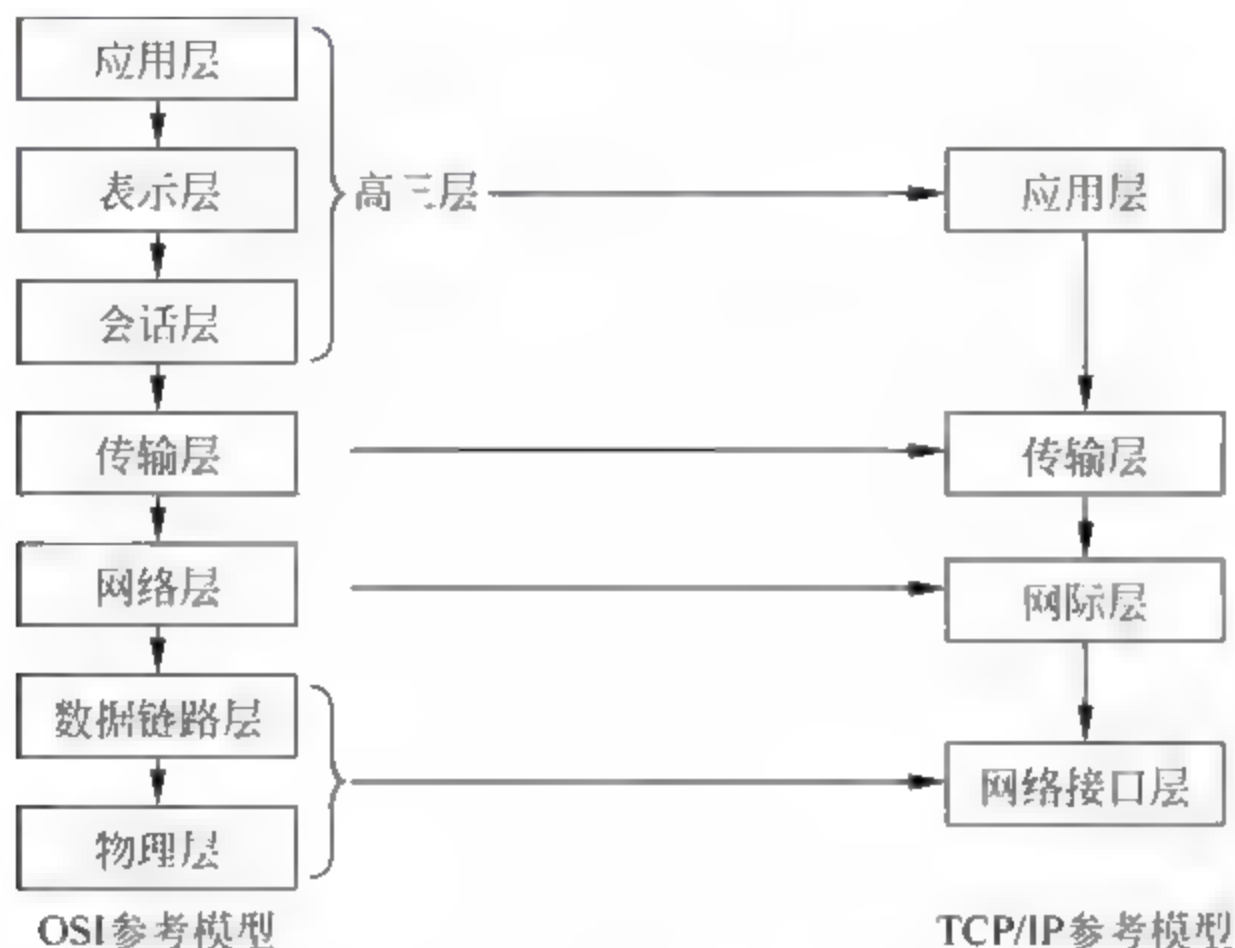 应用层
表示层
会话层
高三层
传输层
网络层
数据链路层
物理层
OSI参考模型
应用层
传输层
网际层
网络接口层
TCP/IP参考模型